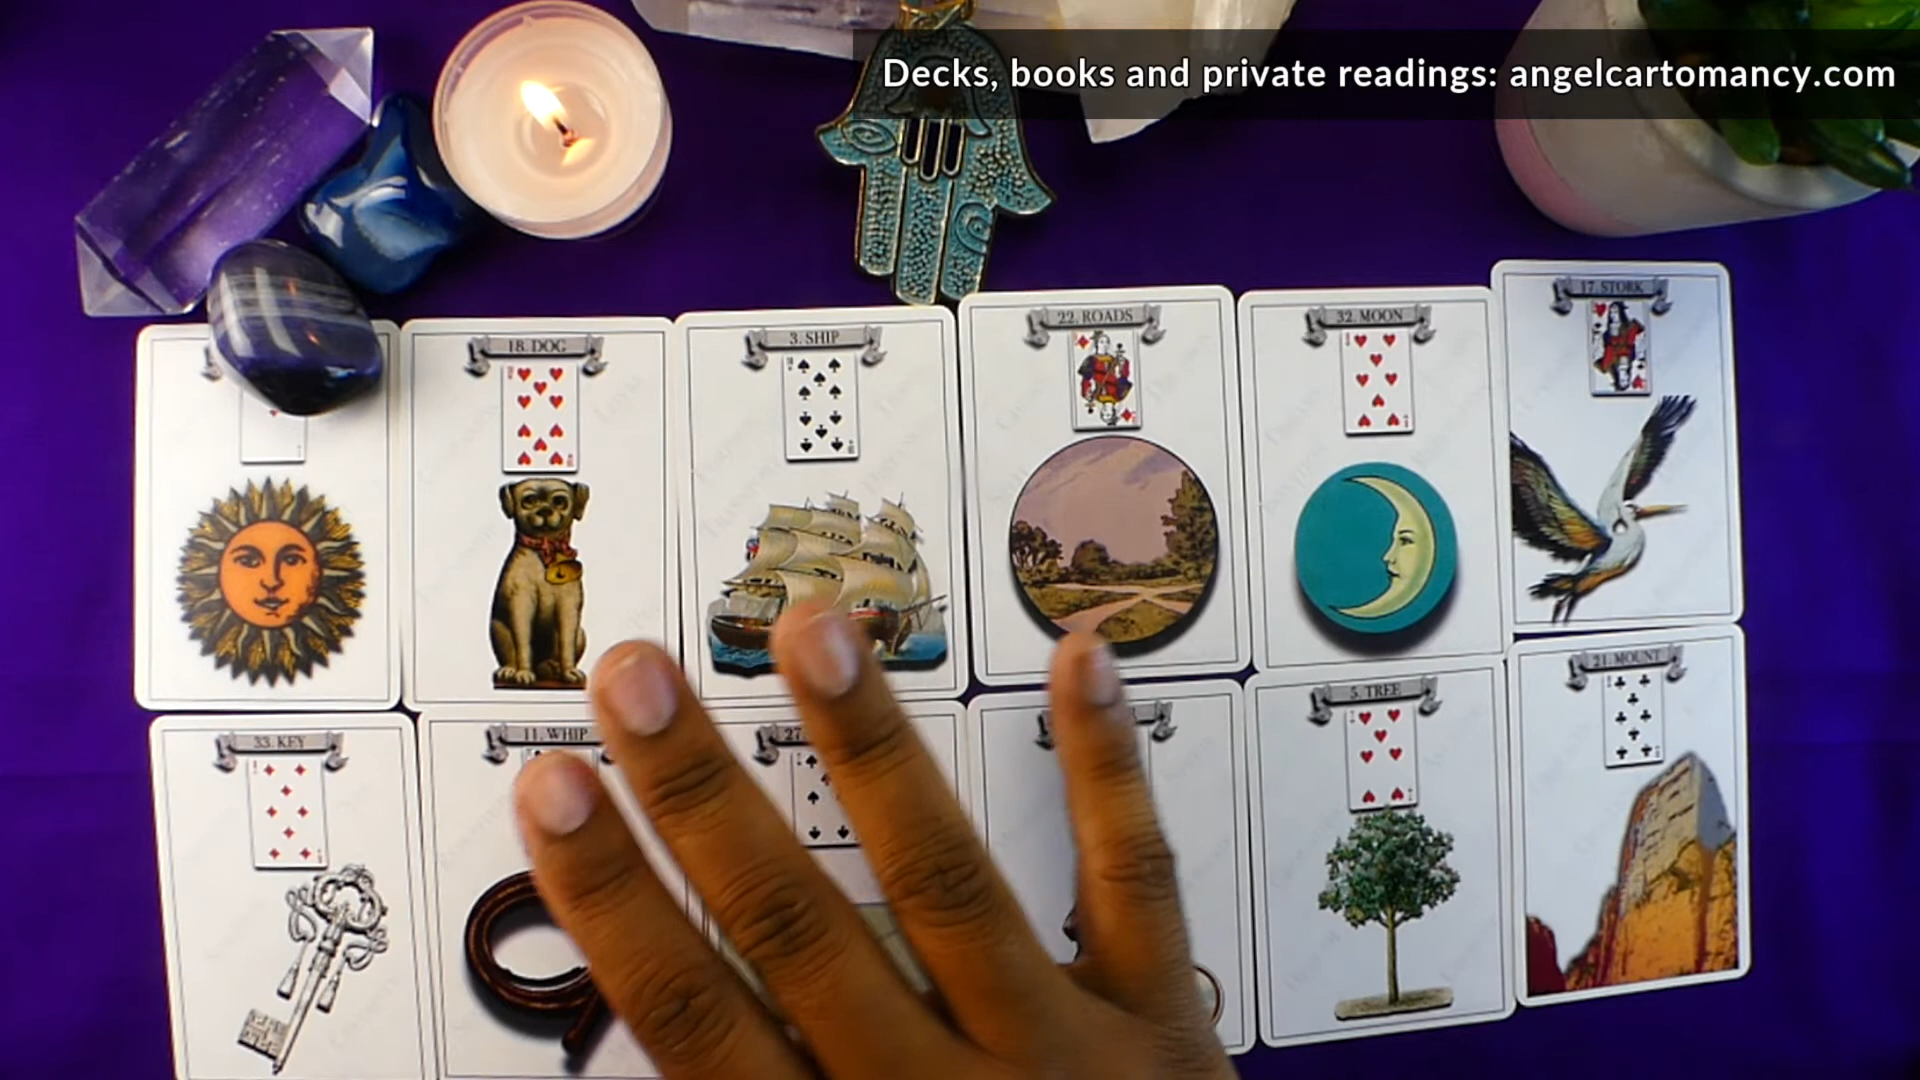 Decks, books and private readings: angelcartomancy.com
18. DOG
3. SHIP
22. ROADS
32. MOON
17. STORK
33. KEY
11. WHIP
27.
5. TREE
21. MOUNT